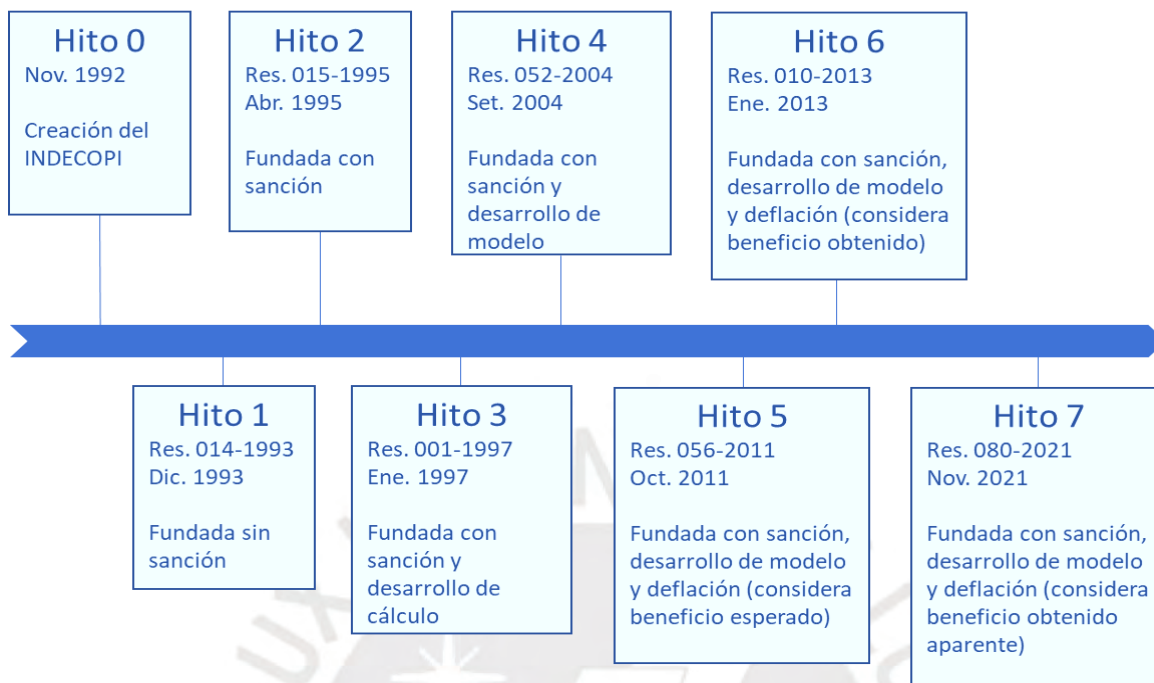 Hito 0
Nov. 1992
Creación del
INDECOPI
Hito 2
Res. 015-1995
Abr. 1995
Fundada con
sanción
Hito 4
Res. 052-2004
Set. 2004
Fundada con
sanción y
desarrollo de
modelo
Hito 6
Res. 010-2013
Ene. 2013
Fundada con sanción,
desarrollo de modelo
y deflación (considera
beneficio obtenido)
Hito 1
Res. 014-1993
Dic. 1993
Fundada sin
sanción
Hito 3
Res. 001-1997
Ene. 1997
Fundada con
sanción y
desarrollo de
cálculo
Hito 5
Res. 056-2011
Oct. 2011
Fundada con sanción,
desarrollo de modelo
y deflación (considera
beneficio esperado)
Hito 7
Res. 080-2021
Nov. 2021
Fundada con sanción,
desarrollo de modelo
y deflación (considera
beneficio obtenido
aparente)